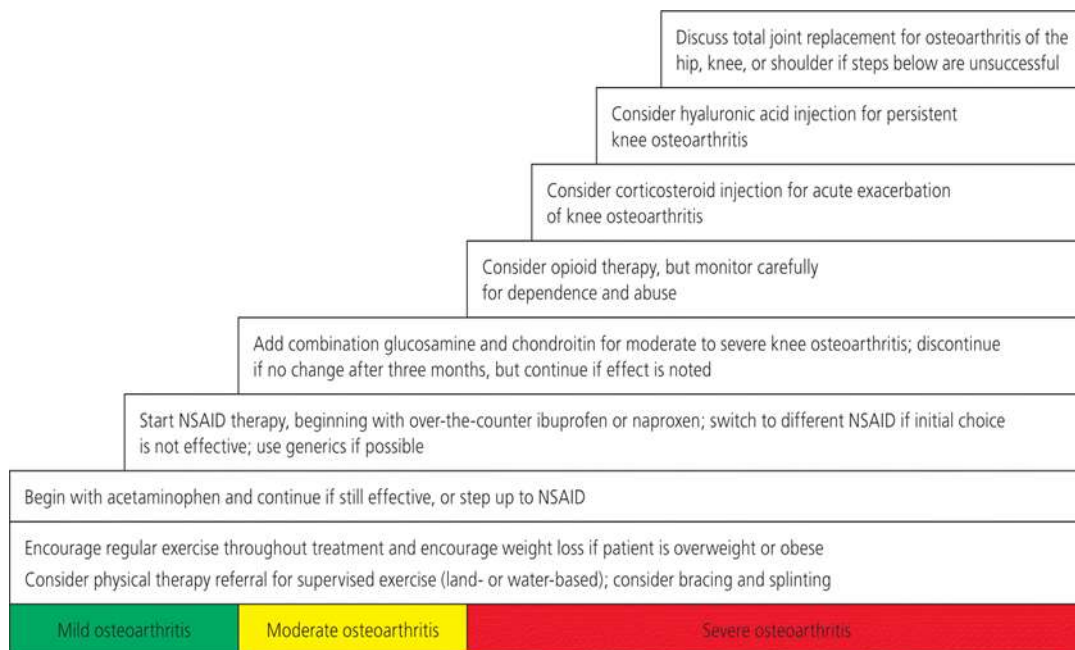 Discuss total joint replacement for osteoarthritis of the
hip, knee, or shoulder if steps below are unsuccessful
Consider hyaluronic acid injection for persistent
knee osteoarthritis
Consider corticosteroid injection for acute exacerbation
of knee osteoarthritis
Consider opioid therapy, but monitor carefully
for dependence and abuse
Add combination glucosamine and chondroitin for moderate to severe knee osteoarthritis; discontinue
if no change after three months, but continue if effect is noted
Start NSAID therapy, beginning with over-the-counter ibuprofen or naproxen; switch to different NSAID if initial choice
is not effective; use generics if possible
Begin with acetaminophen and continue if still effective, or step up to NSAID
Encourage regular exercise throughout treatment and encourage weight loss if patient is overweight or obese
Consider physical therapy referral for supervised exercise (land- or water-based); consider bracing and splinting
Mild osteoarthritis
Moderate osteoarthritis
Severe osteoarthritis